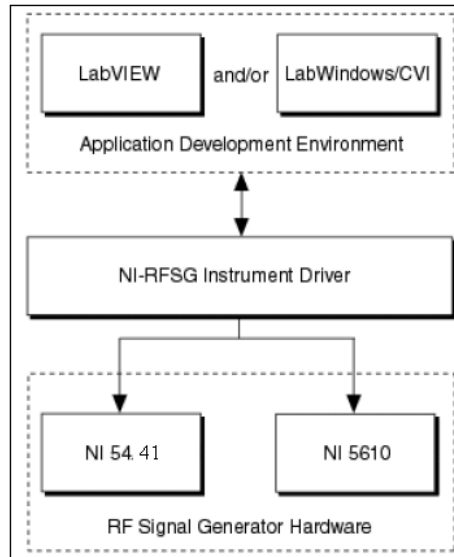 LabVIEW and/or LabWindows/CVI
Application Development Environment
NI-RFSG Instrument Driver
NI 54.41 NI 5610
RF Signal Generator Hardware